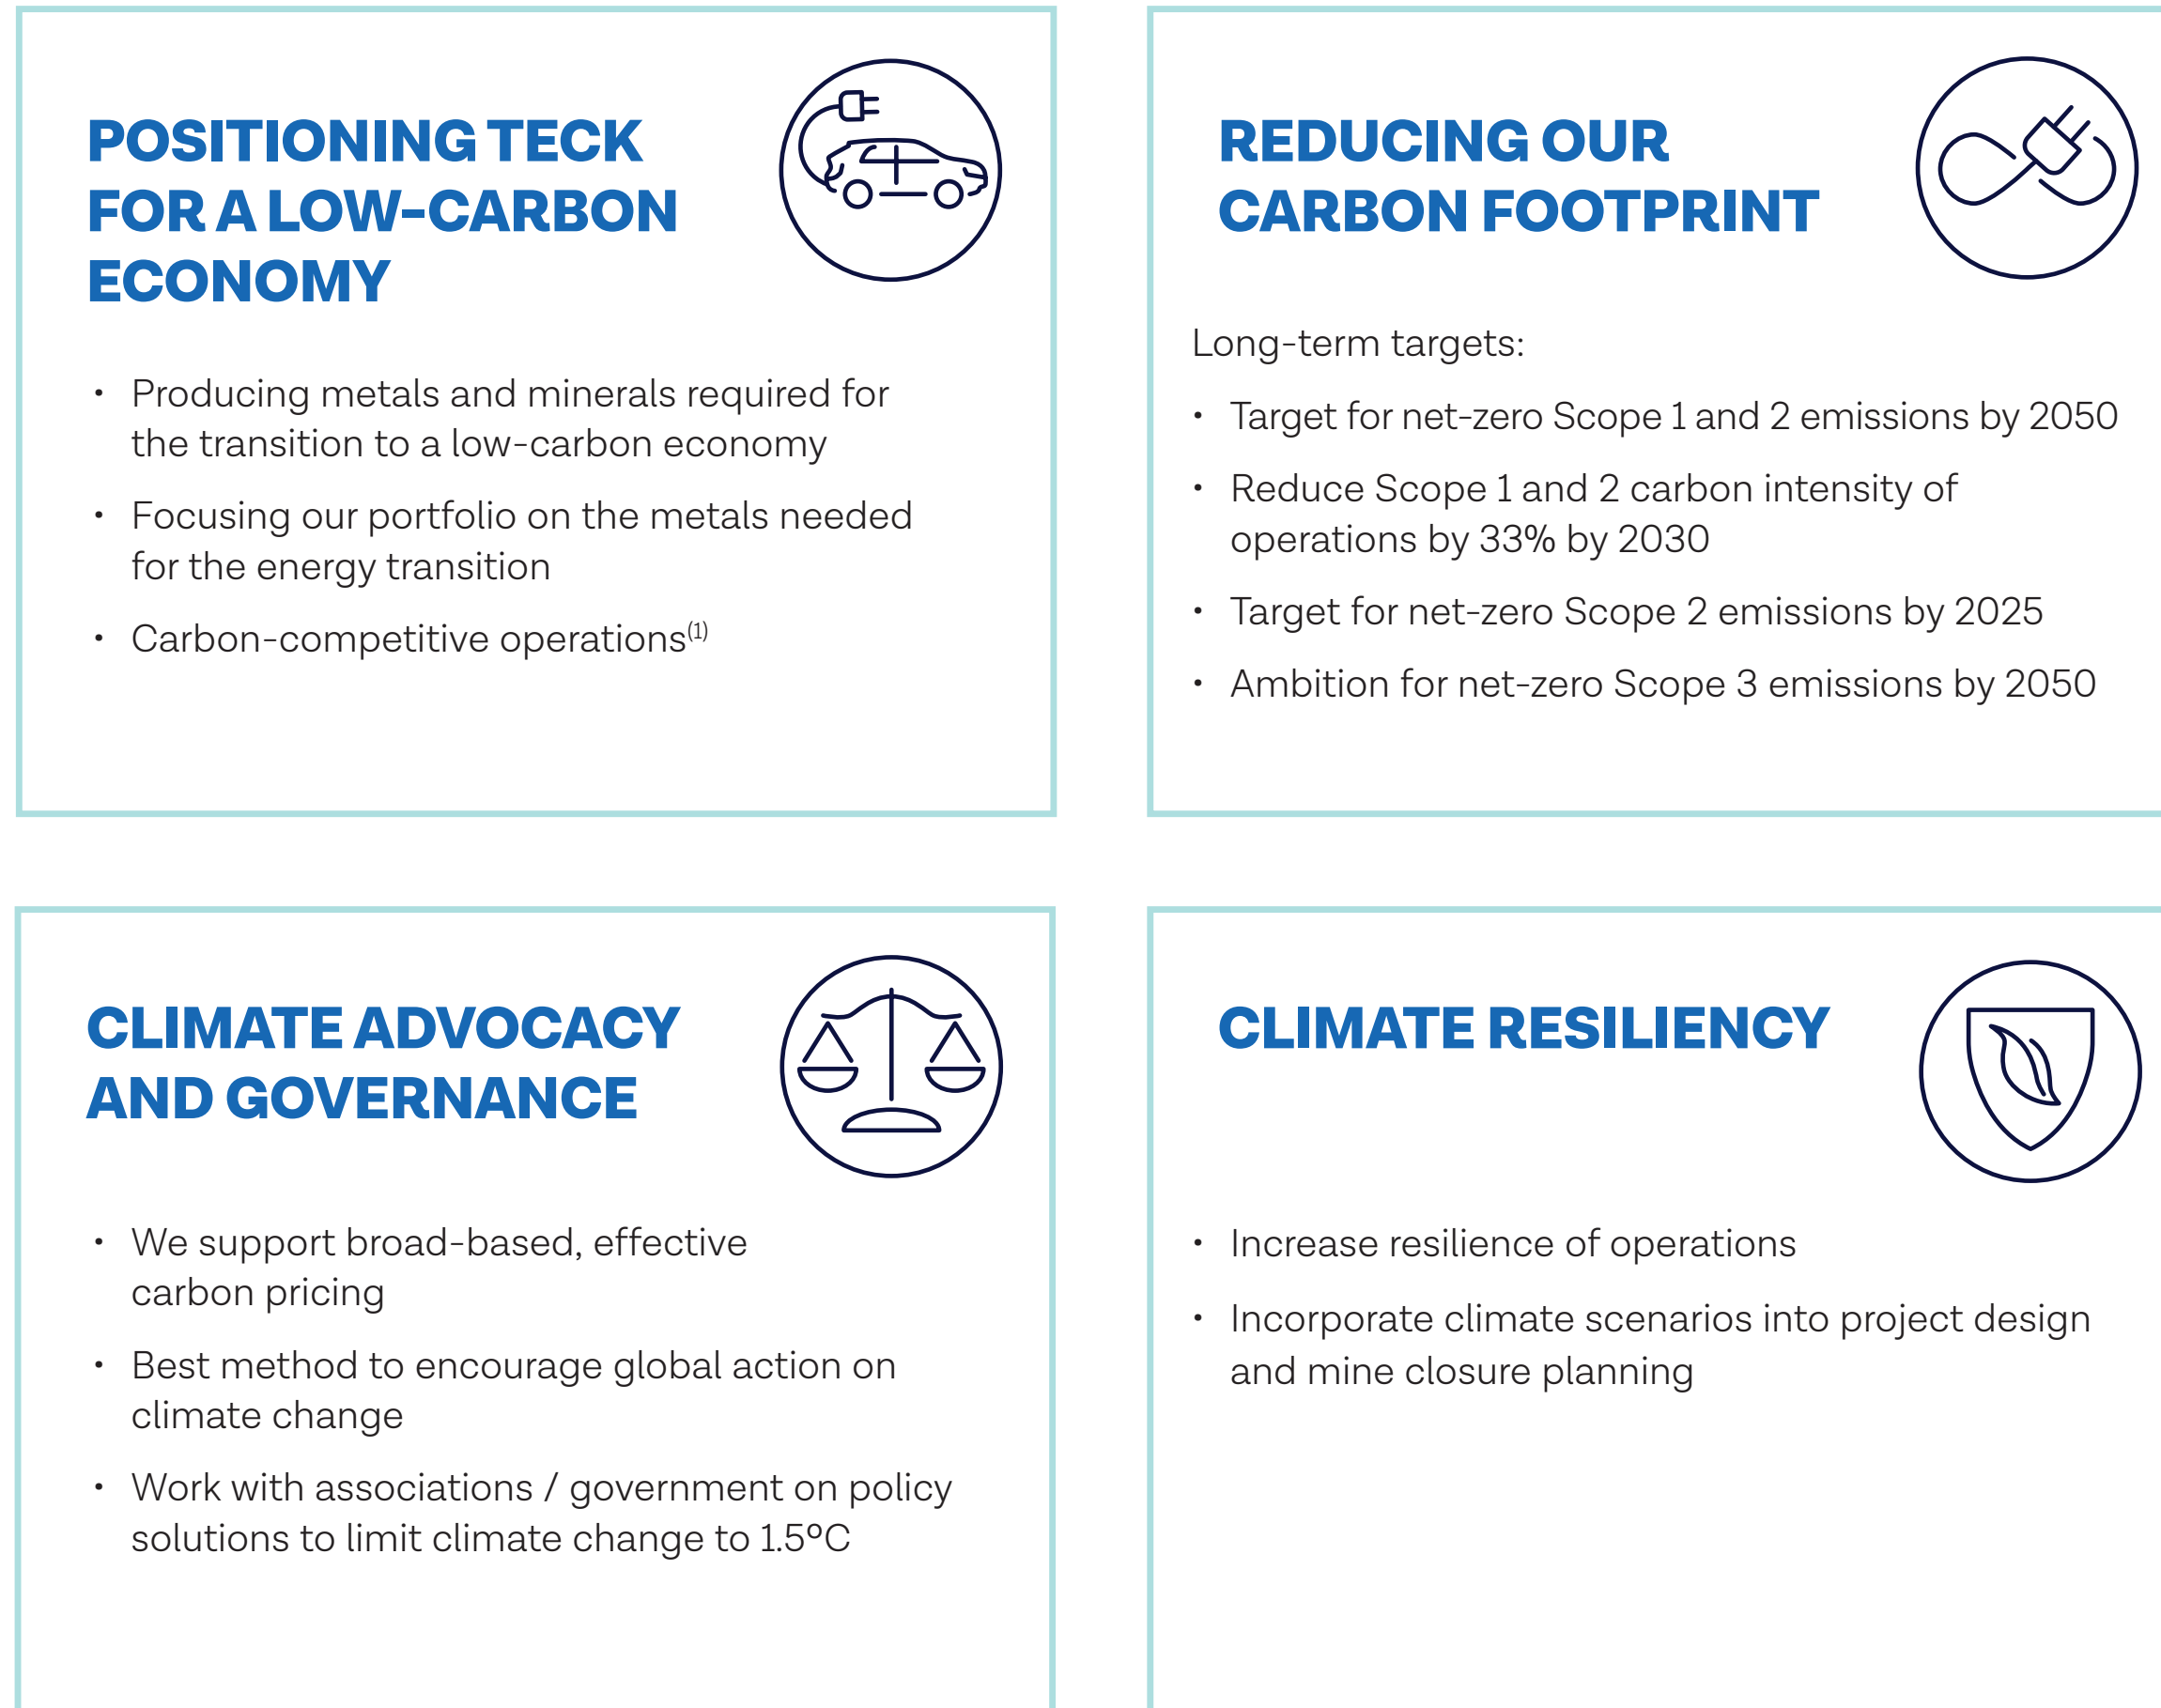 POSITIONING TECK
FOR A LOW-CARBON
ECONOMY
• Producing metals and minerals required for
the transition to a low-carbon economy
• Focusing our portfolio on the metals needed
for the energy transition
• Carbon-competitive operations(1)
REDUCING OUR
CARBON FOOTPRINT
Long-term targets:
• Target for net-zero Scope 1 and 2 emissions by 2050
• Reduce Scope 1 and 2 carbon intensity of
operations by 33% by 2030
• Target for net-zero Scope 2 emissions by 2025
• Ambition for net-zero Scope 3 emissions by 2050
CLIMATE ADVOCACY
AND GOVERNANCE
• We support broad-based, effective
carbon pricing
• Best method to encourage global action on
climate change
• Work with associations / government on policy
solutions to limit climate change to 1.5°C
CLIMATE RESILIENCY
• Increase resilience of operations
• Incorporate climate scenarios into project design
and mine closure planning